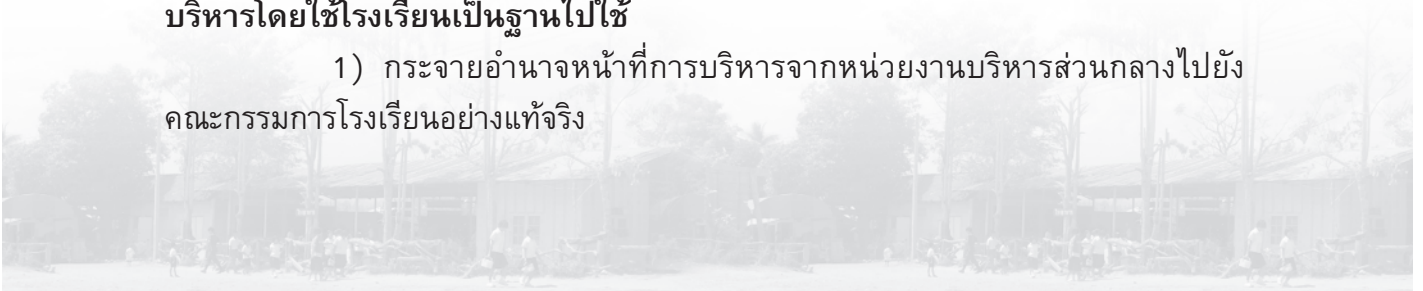 บริหารโดยใช้โรงเรียนเป็นฐานไปใช้
1) กระจายอำนาจหน้าที่การบริหารจากหน่วยงานบริหารส่วนกลางไปยัง
คณะกรรมการโรงเรียนอย่างแท้จริง